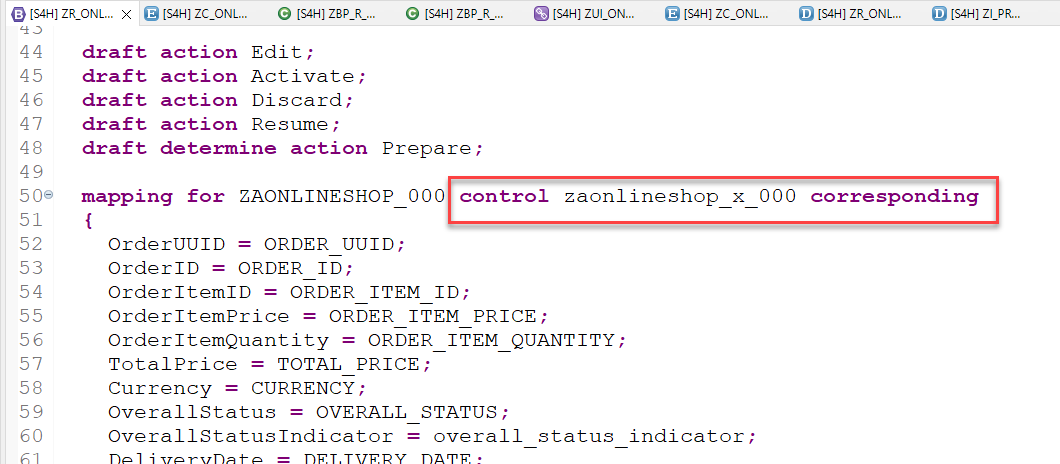 [S4H] ZR_ONL... [S4H] ZC_ONL... [S4H] ZBP_R_... [S4H] ZBP_R_... [S4H] ZUI_ON... [S4H] ZC_ONL... [S4H] ZR_ONL... [S4H] ZI_PR...
43
44 draft action Edit;
45 draft action Activate;
46 draft action Discard;
47 draft action Resume;
48 draft determine action Prepare;
49
50 mapping for ZAONLINESHOP_000 control zaonlineshop_x_000 corresponding
51 {
52 OrderUUID = ORDER_UUID;
53 OrderID = ORDER_ID;
54 OrderItemID = ORDER_ITEM_ID;
55 OrderItemPrice = ORDER_ITEM_PRICE;
56 OrderItemQuantity = ORDER_ITEM_QUANTITY;
57 TotalPrice = TOTAL_PRICE;
58 Currency = CURRENCY;
59 OverallStatus = OVERALL_STATUS;
60 OverallStatusIndicator = overall_status_indicator;
61 DeliveryDate = DELIVERY_DATE;